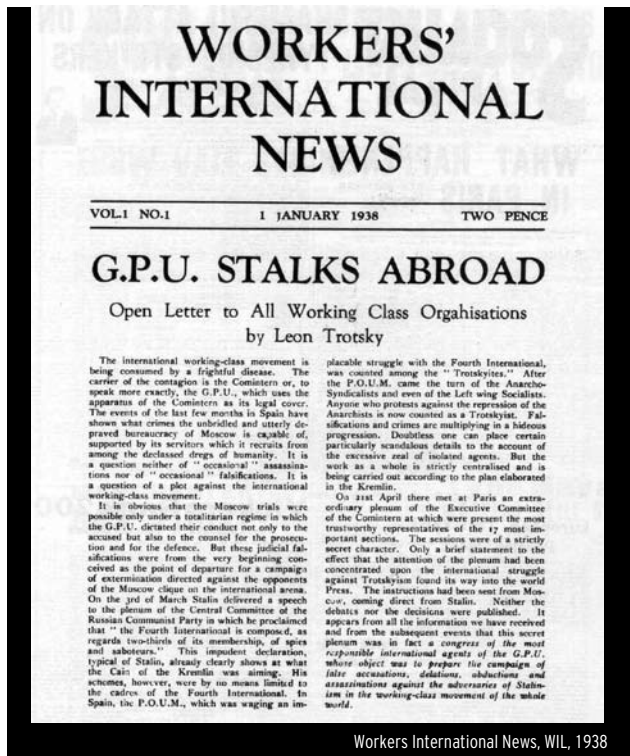 WORKERS'
INTERNATIONAL
NEWS
VOL.1 NO.1 1 JANUARY 1938 TWO PENCE
G.P.U. STALKS ABROAD
Open Letter to All Working Class Orgahisations
by Leon Trotsky
The international working-class movement is
being consumed by a frightful disease. The
carrier of the contagion is the Comintern or, to
speak more exactly, the G.P.U., which uses the
apparatus of the Comintern as its legal cover.
The events of the last few months in Spain have
shown what crimes the unbridled and utterly de-
praved bureaucracy of Moscow is capable of,
supported by its servitors which it recruits from
among the declassed dregs of humanity. It is
a question neither of " occasional " assassina-
tions nor of " occasional " falsifications. It is
a question of a plot against the international
working-class movement.
It is obvious that the Moscow trials were
possible only under a totalitarian regime in which
the G.P.U. dictated their conduct not only to the
accused but also to the counsel for the prosecu-
tion and for the defence. But these judicial fal-
sifications were from the very beginning con-
ceived as the point of departure for a campaign
of extermination directed against the opponents
of the Moscow clique on the international arena.
On the 3rd of March Stalin delivered a speech
to the plenum of the Central Committee of the
Russian Communist Party in which he proclaimed
that " the Fourth International is composed, as
regards two-thirds of its membership, of spies
and saboteurs." This impudent declaration,
typical of Stalin, already clearly shows at what
the Cain of the Kremlin was aiming. His
schemes, however, were by no means limited to
the cadres of the Fourth International. In
Spain, the P.O.U.M., which was waging an im-
placable struggle with the Fourth International,
was counted among the " Trotskyites." After
the P.O.U.M. came the turn of the Anarcho-
Syndicalists and even of the Left wing Socialists.
Anyone who protests against the repression of the
Anarchists is now counted as a Trotskyist. Fal-
sifications and crimes are multiplying in a hideous
progression. Doubtless one can place certain
particularly scandalous details to the account of
the excessive zeal of isolated agents. But the
work as a whole is strictly centralised and is
being carried out according to the plan elaborated
in the Kremlin.
On 21st April there met at Paris an extra-
ordinary plenum of the Executive Committee
of the Comintern at which were present the most
trustworthy representatives of the 17 most im-
portant sections. The sessions were of a strictly
secret character. Only a brief statement to the
effect that the attention of the plenum had been
concentrated upon the international struggle
against Trotskyism found its way into the world
Press. The instructions had been sent from Mos-
cow, coming direct from Stalin. Neither the
debates nor the decisions were published. It
appears from all the information we have received
and from the subsequent events that this secret
plenum was in fact a congress of the most
responsible international agents of the G.P.U.
whose object was to prepare the campaign of
false accusations, delations, abductions and
assassinations against the adversaries of Stalin-
ism in the working-class movement of the whole
world.
Workers International News, WIL, 1938